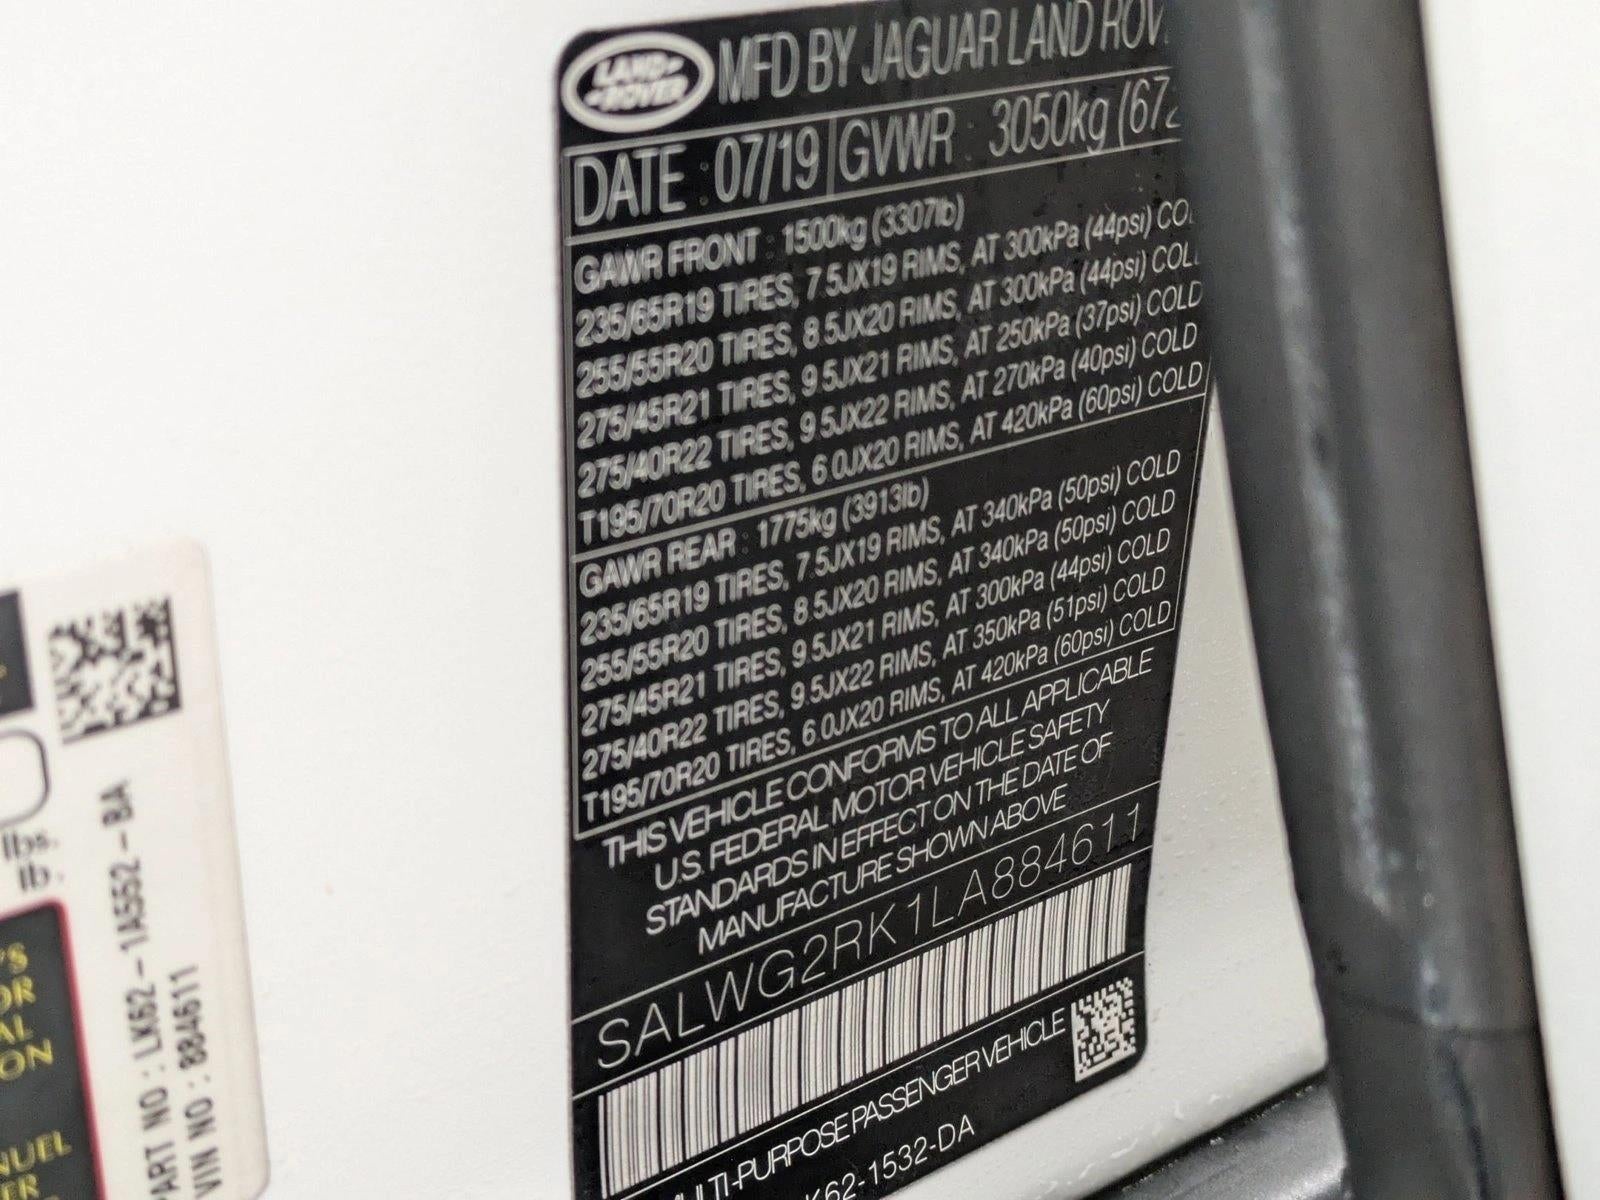 LAND ROVER
MFD BY JAGUAR LAND ROV
DATE : 07/19 GVWR : 3050kg (672
GAWR FRONT : 1500kg (3307lb)
235/65R19 TIRES, 7.5JX19 RIMS, AT 300kPa (44psi) CO
255/55R20 TIRES, 8.5JX20 RIMS, AT 300kPa (44psi) COL
275/45R21 TIRES, 9.5JX21 RIMS, AT 250kPa (37psi) COLD
275/40R22 TIRES, 9.5JX22 RIMS, AT 270kPa (40psi) COLD
T195/70R20 TIRES, 6.0JX20 RIMS, AT 420kPa (60psi) COLD
GAWR REAR : 1775kg (3913lb)
235/65R19 TIRES, 7.5JX19 RIMS, AT 340kPa (50psi) COLD
255/55R20 TIRES, 8.5JX20 RIMS, AT 340kPa (50psi) COLD
275/45R21 TIRES, 9.5JX21 RIMS, AT 300kPa (44psi) COLD
275/40R22 TIRES, 9.5JX22 RIMS, AT 350kPa (51psi) COLD
T195/70R20 TIRES, 6.0JX20 RIMS, AT 420kPa (60psi) COLD
THIS VEHICLE CONFORMS TO ALL APPLICABLE
U.S. FEDERAL MOTOR VEHICLE SAFETY
STANDARDS IN EFFECT ON THE DATE OF
MANUFACTURE SHOWN ABOVE
SALWG2RK1LA884611
MULTI-PURPOSE PASSENGER VEHICLE
K62-1532-DA
lbs.
lb.
'S
OR
AL
ON
NUEL
ER
PART NO : LK62-1A552-BA
VIN NO : 884611